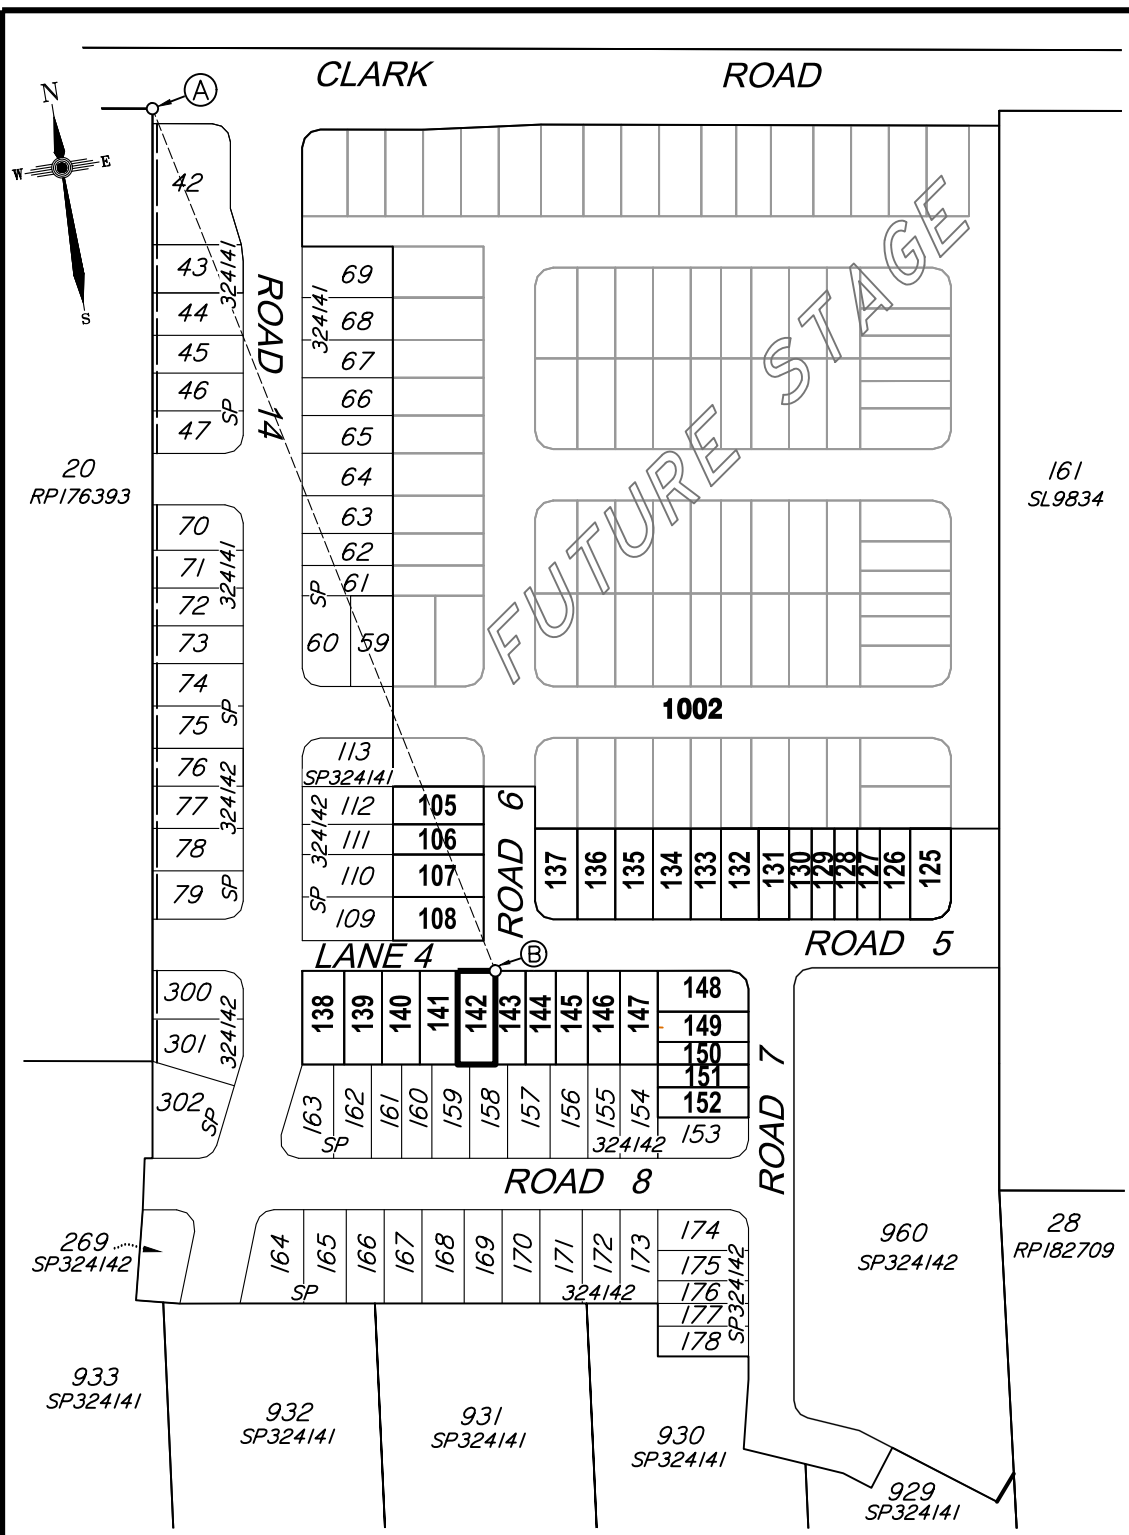 CLARK ROAD
A
N
W E
S
42
43
44
45
46
47
SP 324141
ROAD 14
69
68
67
66
65
64
63
62
61
60 59
SP 324141
20
RP176393
161
SL9834
FUTURE STAGE
70
71
72
73
74
75
SP 324141
76
77
78
79
SP 324142
1002
113
SP324141
112
111
110
109
SP 324142
105
106
107
108
ROAD 6
137 136 135 134 133 132 131 130 129 128 127 126 125
ROAD 5
LANE 4
B
300
301
302
SP 324142
138 139 140 141 142 143 144 145 146 147
148
149
150
151
152
153
ROAD 7
163 162 161 160 159 158 157 156 155 154
SP 324142
ROAD 8
269
SP324142
164 165 166 167 168 169 170 171 172 173
SP 324142
174
175
176
177
178
SP324142
960
SP324142
28
RP182709
933
SP324141
932
SP324141
931
SP324141
930
SP324141
929
SP324141